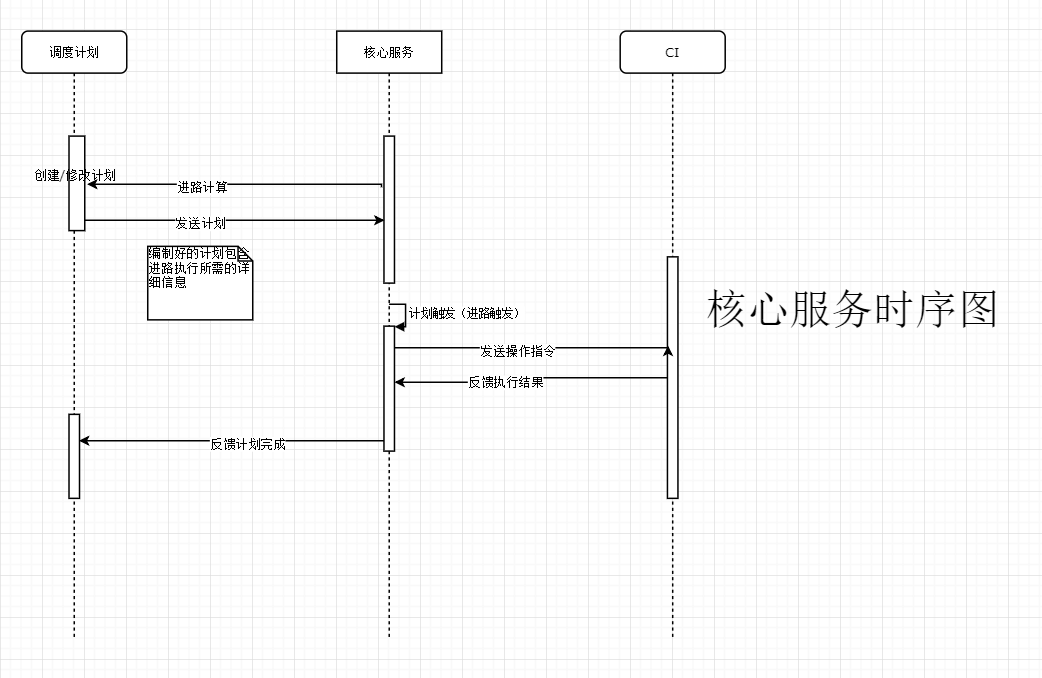 调度计划
核心服务
CI
创建/修改计划
进路计算
发送计划
编制好的计划包含
进路执行所需的详
细信息
核心服务时序图
计划触发（进路触发）
发送操作指令
反馈执行结果
反馈计划完成